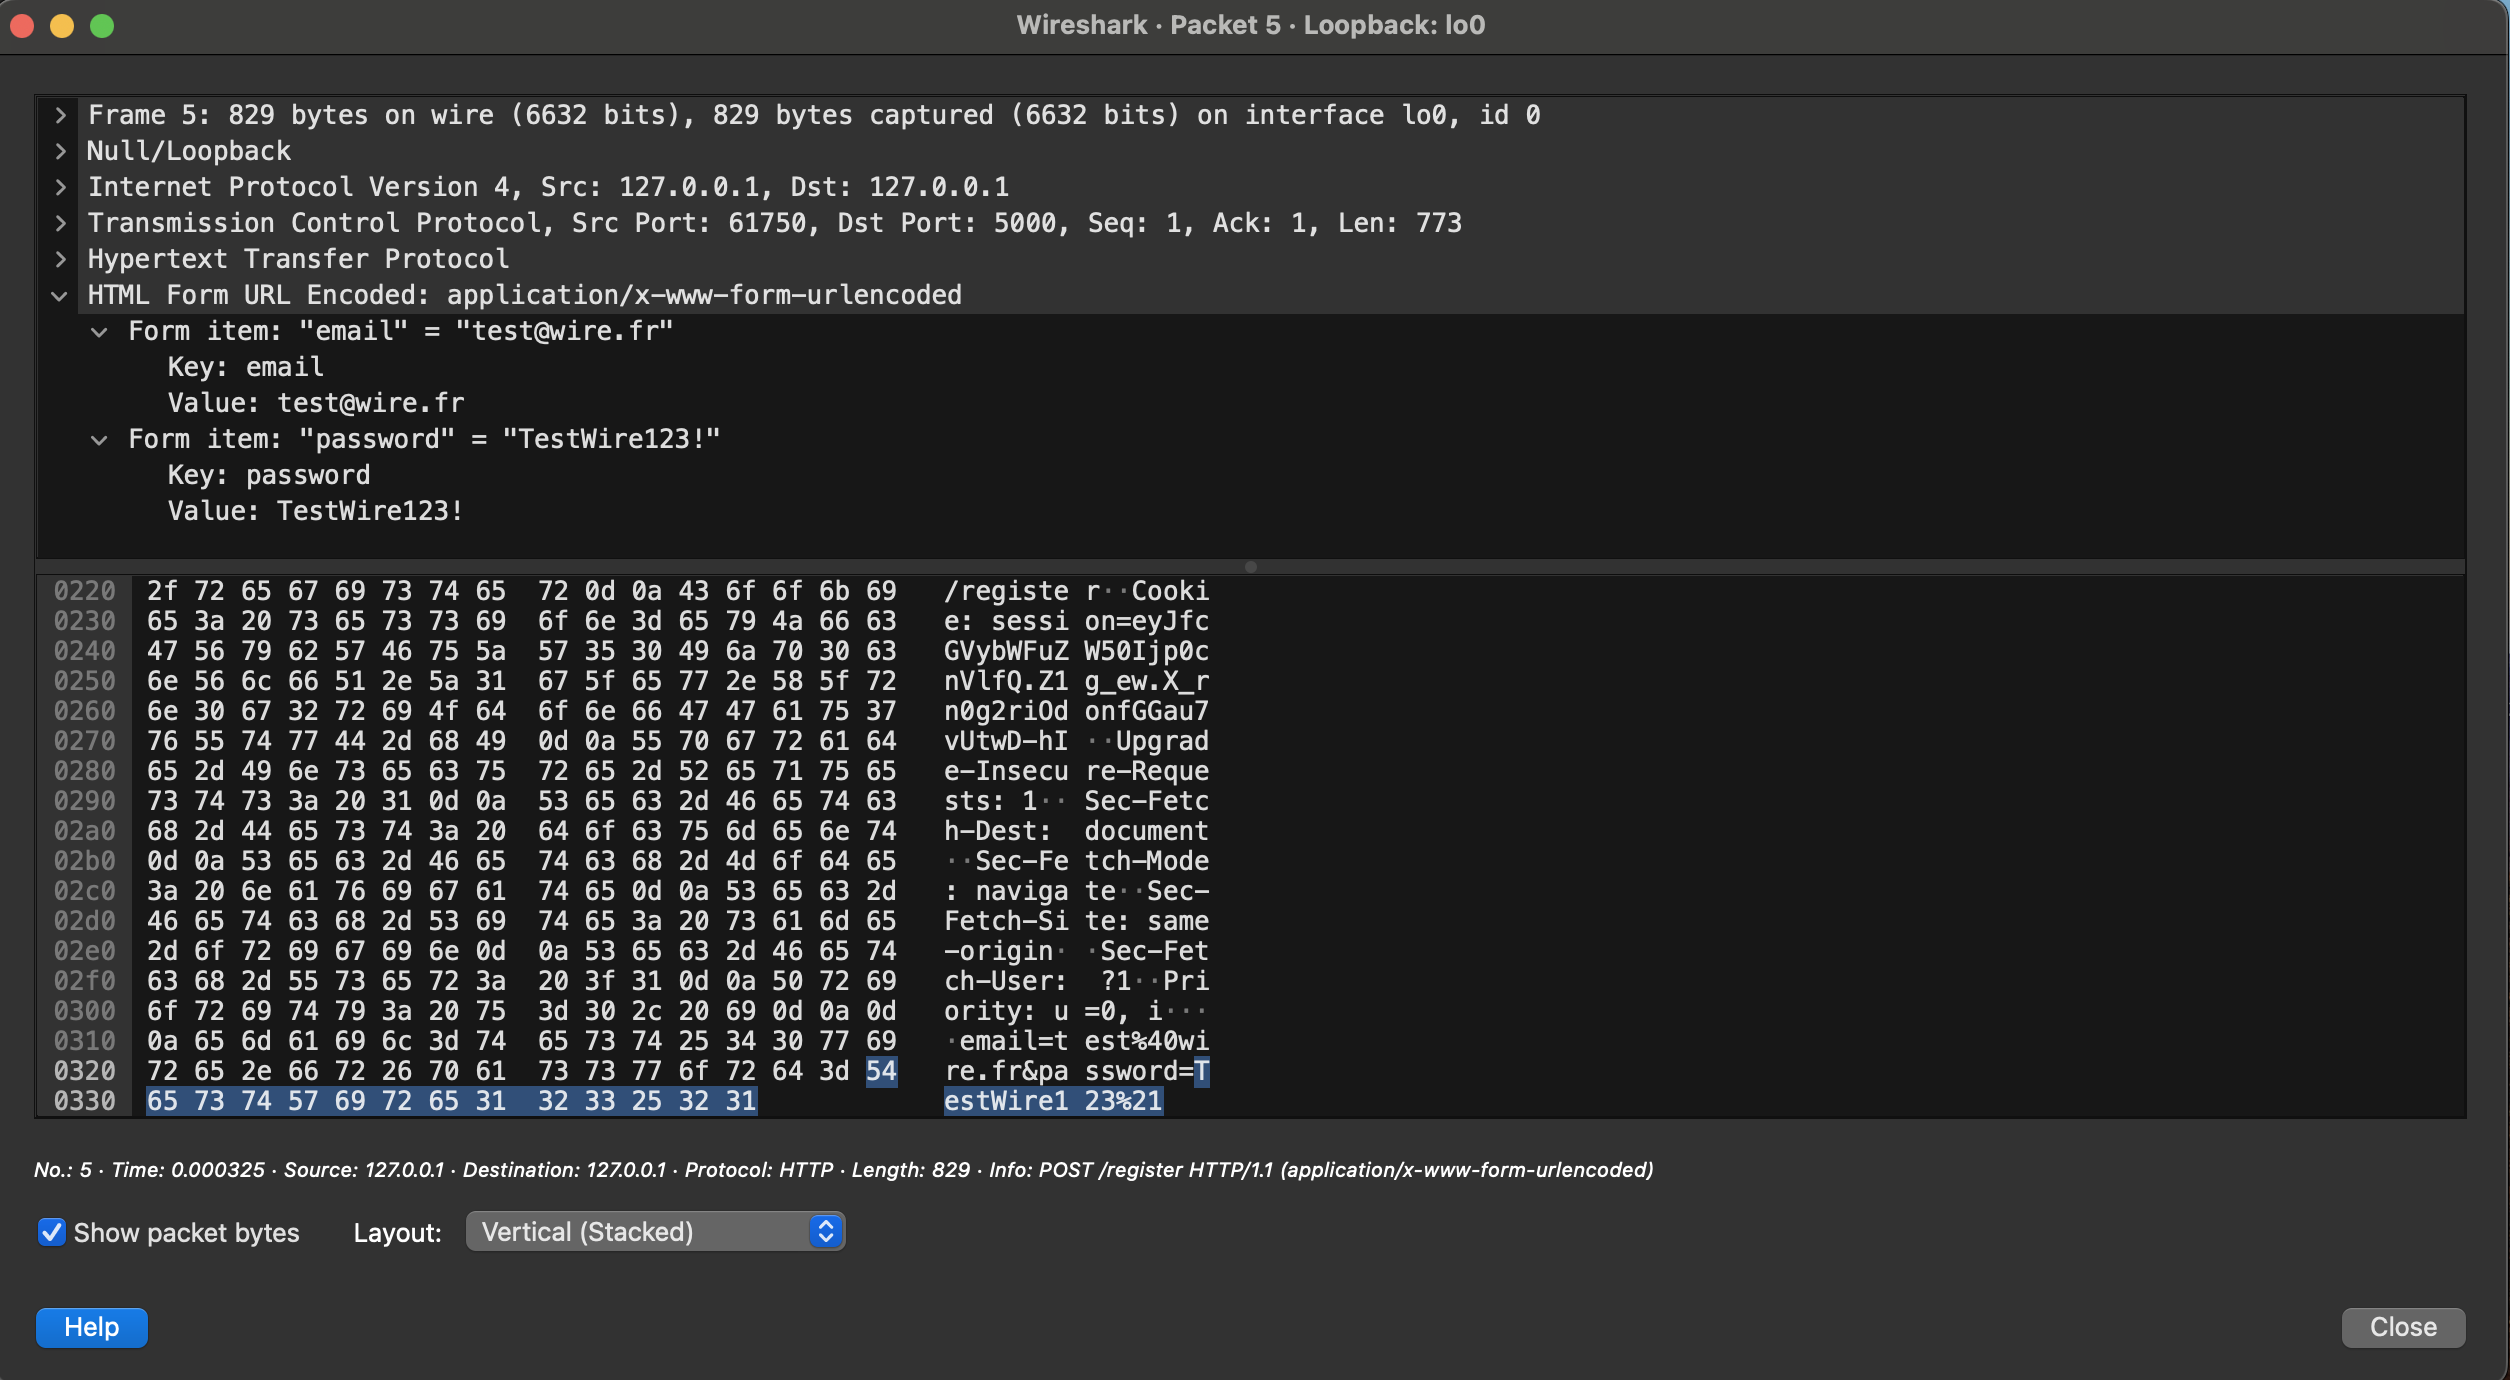 Wireshark · Packet 5 · Loopback: lo0
Frame 5: 829 bytes on wire (6632 bits), 829 bytes captured (6632 bits) on interface lo0, id 0
Null/Loopback
Internet Protocol Version 4, Src: 127.0.0.1, Dst: 127.0.0.1
Transmission Control Protocol, Src Port: 61750, Dst Port: 5000, Seq: 1, Ack: 1, Len: 773
Hypertext Transfer Protocol
HTML Form URL Encoded: application/x-www-form-urlencoded
Form item: "email" = "test@wire.fr"
Key: email
Value: test@wire.fr
Form item: "password" = "TestWire123!"
Key: password
Value: TestWire123!
0220 2f 72 65 67 69 73 74 65 72 0d 0a 43 6f 6f 6b 69 /registe r··Cooki
0230 65 3a 20 73 65 73 73 69 6f 6e 3d 65 79 4a 66 63 e: sessi on=eyJfc
0240 47 56 79 62 57 46 75 5a 57 35 30 49 6a 70 30 63 GVybWFuZ W50Ijp0c
0250 6e 56 6c 66 51 2e 5a 31 67 5f 65 77 2e 58 5f 72 nVlfQ.Z1 g_ew.X_r
0260 6e 30 67 32 72 69 4f 64 6f 6e 66 47 47 61 75 37 n0g2riOd onfGGau7
0270 76 55 74 77 44 2d 68 49 0d 0a 55 70 67 72 61 64 vUtwD-hI ··Upgrad
0280 65 2d 49 6e 73 65 63 75 72 65 2d 52 65 71 75 65 e-Insecu re-Reque
0290 73 74 73 3a 20 31 0d 0a 53 65 63 2d 46 65 74 63 sts: 1·· Sec-Fetc
02a0 68 2d 44 65 73 74 3a 20 64 6f 63 75 6d 65 6e 74 h-Dest: document
02b0 0d 0a 53 65 63 2d 46 65 74 63 68 2d 4d 6f 64 65 ··Sec-Fe tch-Mode
02c0 3a 20 6e 61 76 69 67 61 74 65 0d 0a 53 65 63 2d : naviga te··Sec-
02d0 46 65 74 63 68 2d 53 69 74 65 3a 20 73 61 6d 65 Fetch-Si te: same
02e0 2d 6f 72 69 67 69 6e 0d 0a 53 65 63 2d 46 65 74 -origin· ·Sec-Fet
02f0 63 68 2d 55 73 65 72 3a 20 3f 31 0d 0a 50 72 69 ch-User: ?1··Pri
0300 6f 72 69 74 79 3a 20 75 3d 30 2c 20 69 0d 0a 0d ority: u =0, i···
0310 0a 65 6d 61 69 6c 3d 74 65 73 74 25 34 30 77 69 ·email=t est%40wi
0320 72 65 2e 66 72 26 70 61 73 73 77 6f 72 64 3d 54 re.fr&pa ssword=T
0330 65 73 74 57 69 72 65 31 32 33 25 32 31 estWire1 23%21
No.: 5 · Time: 0.000325 · Source: 127.0.0.1 · Destination: 127.0.0.1 · Protocol: HTTP · Length: 829 · Info: POST /register HTTP/1.1 (application/x-www-form-urlencoded)
Show packet bytes Layout: Vertical (Stacked)
Help Close